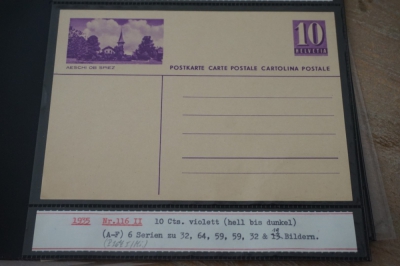 10
HELVETIA
AESCHI OB SPIEZ
POSTKARTE CARTE POSTALE CARTOLINA POSTALE
1935 Nr.116 II 10 Cts. violett (hell bis dunkel)
(A-F) 6 Serien zu 32, 64, 59, 59, 32 & Bildern.